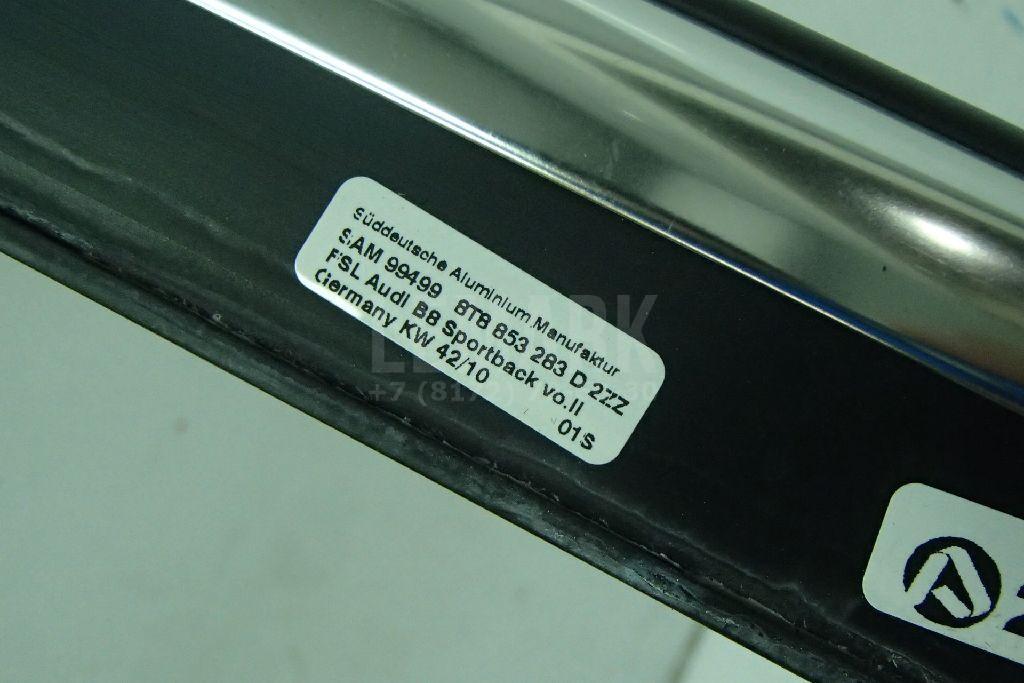 Süddeutsche Aluminium Manufaktur
SAM 99499 8T8 853 283 D 2ZZ
FSL Audi B8 Sportback vo.li
Germany KW 42/10
01S